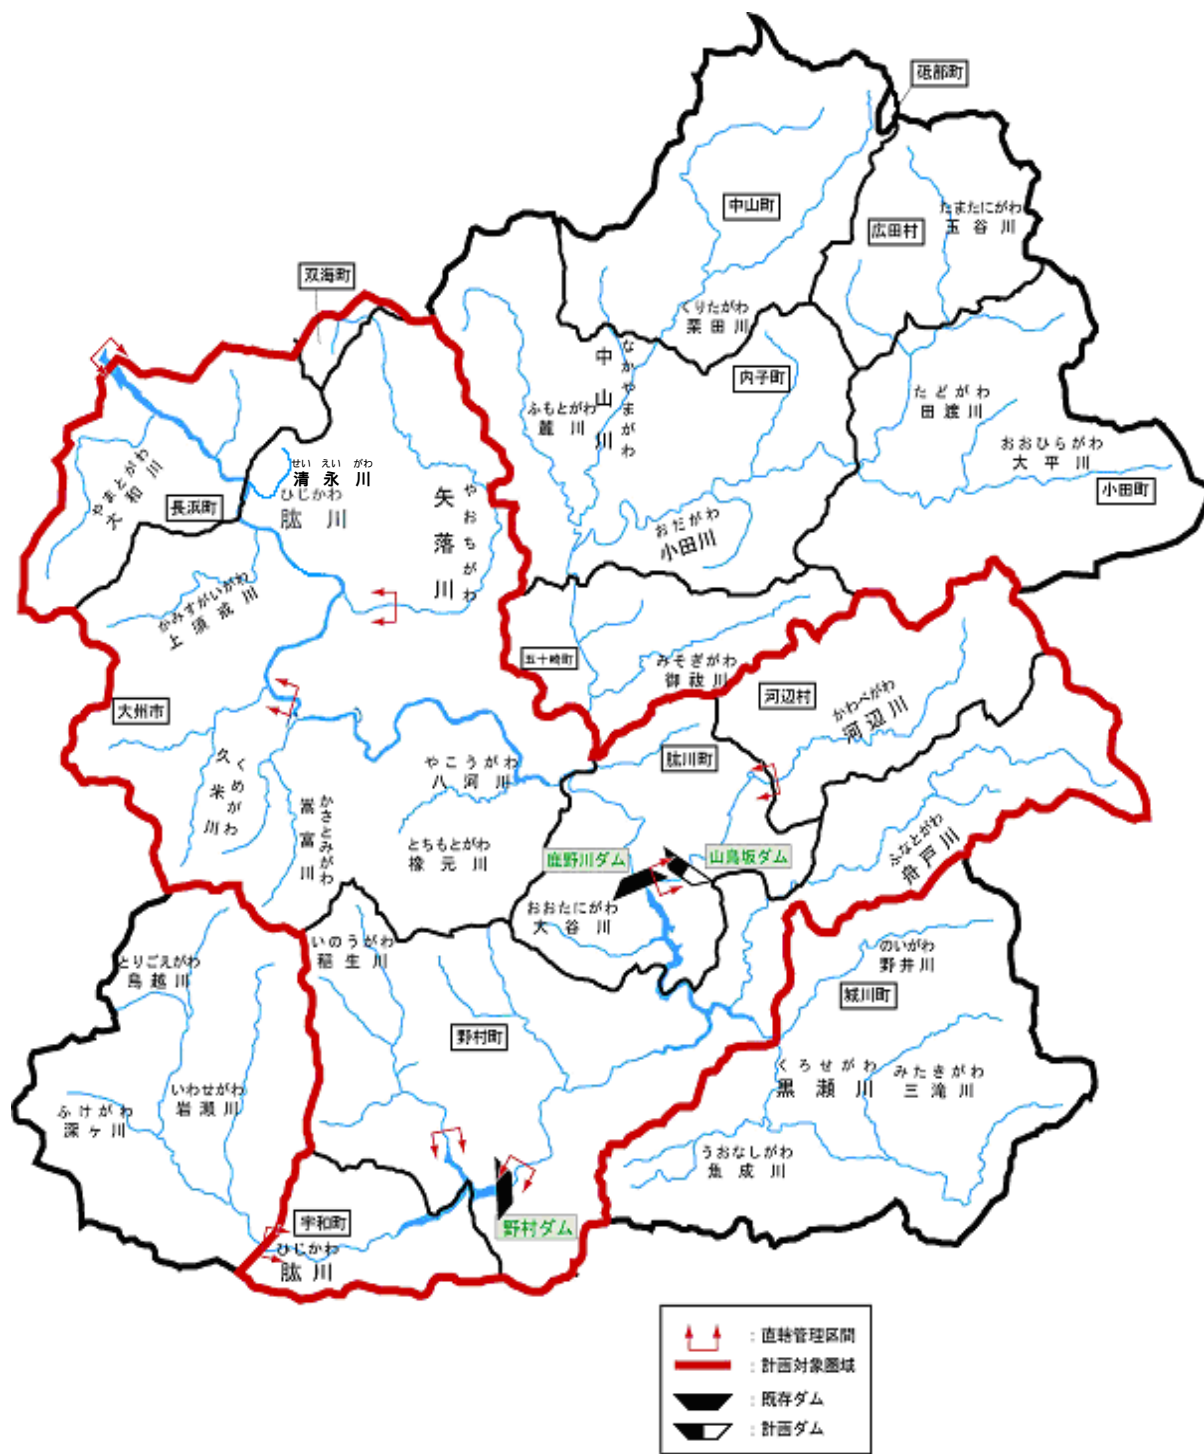 砥部町
中山町
たまたにがわ
玉谷川
広田村
双海町
くりたがわ
栗田川
なかやまがわ
中山川
内子町
ふもとがわ
麓川
たどがわ
田渡川
おおひらがわ
大平川
小田町
せいえいがわ
清永川
ひじかわ
肱川
やまとがわ
大和川
長浜町
やおちがわ
矢落川
おだがわ
小田川
かみすがいがわ
上須戒川
五十崎町
みそぎがわ
御祓川
河辺村
かわべがわ
河辺川
大州市
くめがわ
久米川
かさとみがわ
嵩富川
やこうがわ
八河川
肱川町
とちもとがわ
橡元川
鹿野川ダム
山鳥坂ダム
ふなとがわ
舟戸川
おおたにがわ
大谷川
とりごえがわ
鳥越川
いのうがわ
稲生川
のいがわ
野井川
城川町
野村町
いわせがわ
岩瀬川
ふけがわ
深ヶ川
くろせがわ
黒瀬川
みたきがわ
三滝川
うおなしがわ
魚成川
宇和町
野村ダム
ひじかわ
肱川
:直轄管理区間
:計画対象圏域
:既存ダム
:計画ダム